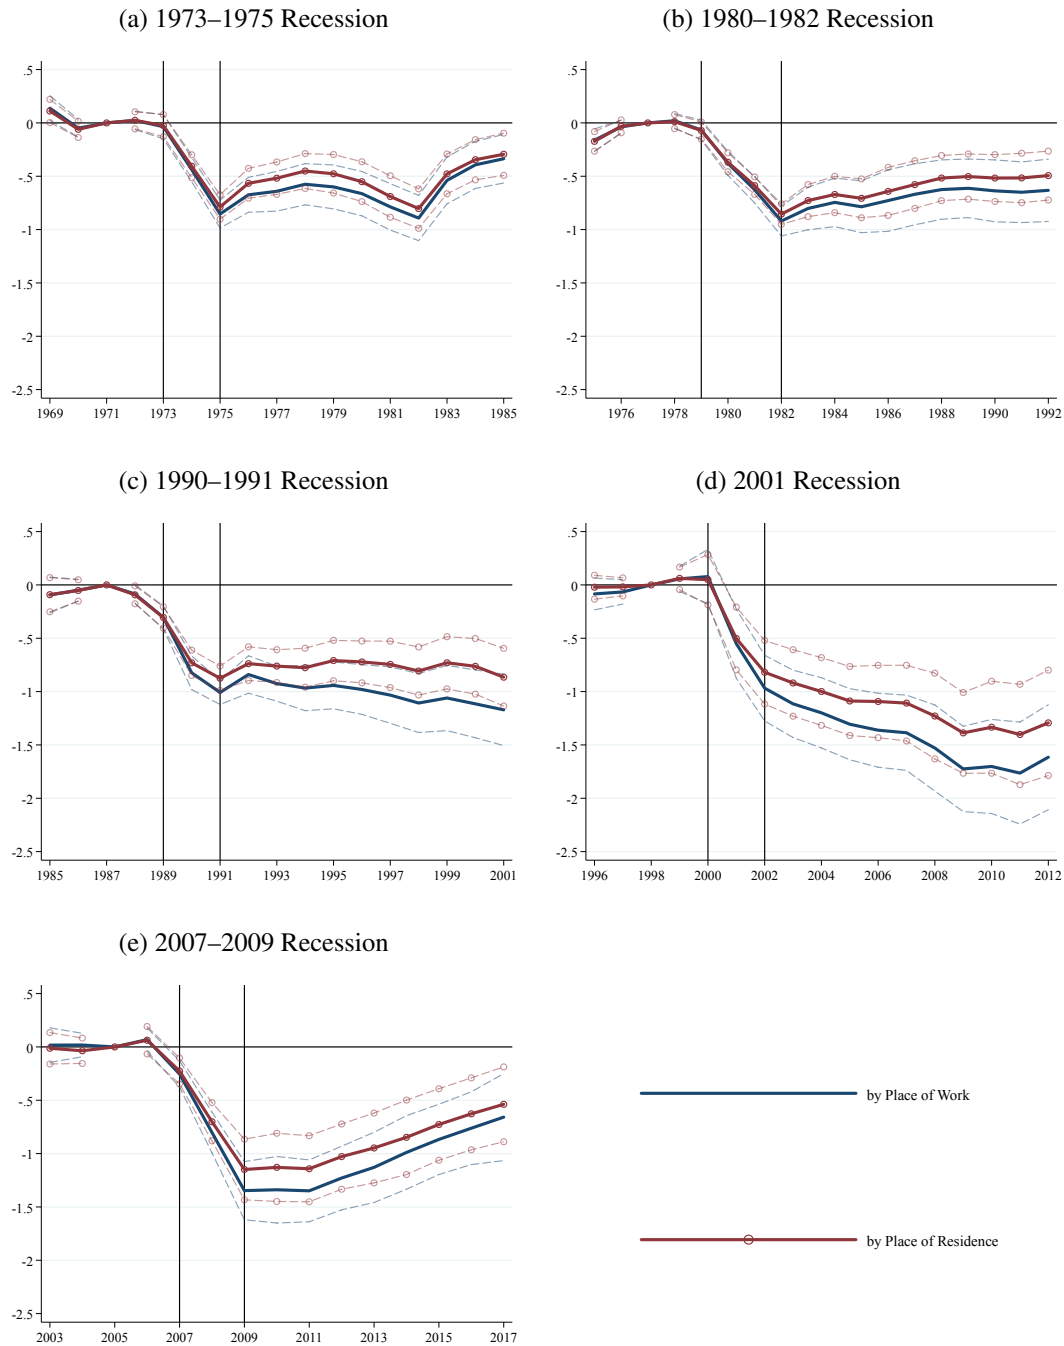 (a) 1973–1975 Recession
.5
0
-.5
-1
-1.5
-2
-2.5
1969 1971 1973 1975 1977 1979 1981 1983 1985
(b) 1980–1982 Recession
.5
0
-.5
-1
-1.5
-2
-2.5
1976 1978 1980 1982 1984 1986 1988 1990 1992
(c) 1990–1991 Recession
.5
0
-.5
-1
-1.5
-2
-2.5
1985 1987 1989 1991 1993 1995 1997 1999 2001
(d) 2001 Recession
.5
0
-.5
-1
-1.5
-2
-2.5
1996 1998 2000 2002 2004 2006 2008 2010 2012
(e) 2007–2009 Recession
.5
0
-.5
-1
-1.5
-2
-2.5
2003 2005 2007 2009 2011 2013 2015 2017
by Place of Work
by Place of Residence